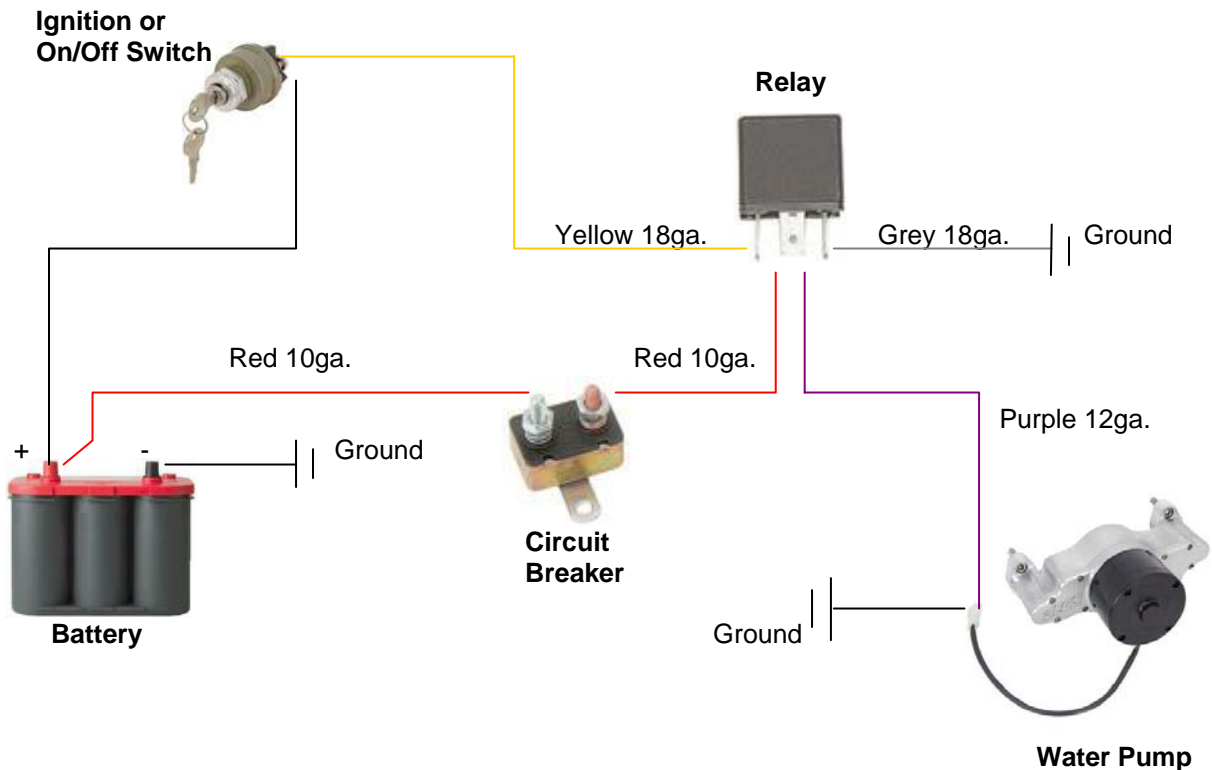 Ignition or
On/Off Switch
Relay
Yellow 18ga.
Grey 18ga.
Ground
Red 10ga.
Red 10ga.
Purple 12ga.
+
-
Ground
Circuit
Breaker
Battery
Ground
Water Pump